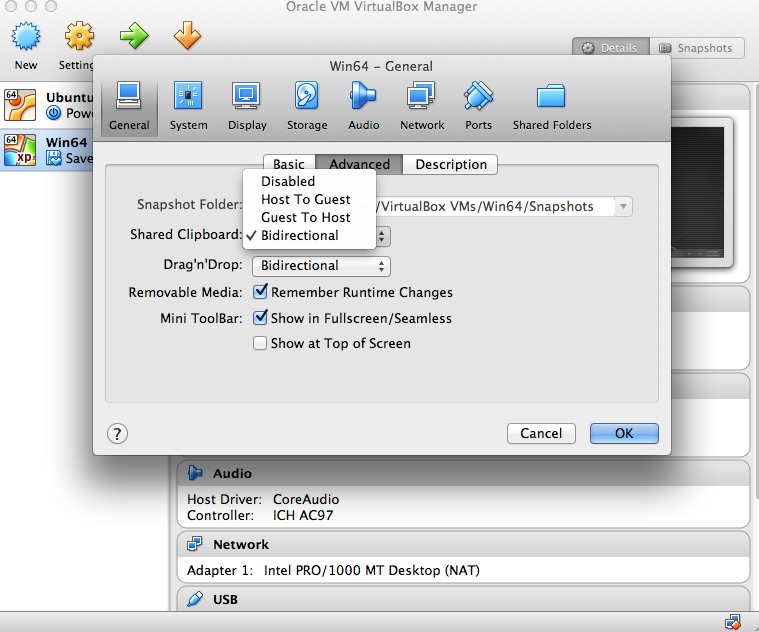 Oracle VM VirtualBox Manager
New
Details
Snapshots
Win64 – General
64
Ubuntu
64
xp
Win64
General
System
Display
Storage
Audio
Network
Ports
Shared Folders
Basic
Advanced
Description
Snapshot Folder:
/VirtualBox VMs/Win64/Snapshots
Shared Clipboard:
Disabled
Host To Guest
Guest To Host
✓ Bidirectional
Drag'n'Drop:
Bidirectional
Removable Media:
Remember Runtime Changes
Mini ToolBar:
Show in Fullscreen/Seamless
Show at Top of Screen
?
Cancel
OK
Audio
Host Driver: CoreAudio
Controller: ICH AC97
Network
Adapter 1: Intel PRO/1000 MT Desktop (NAT)
USB